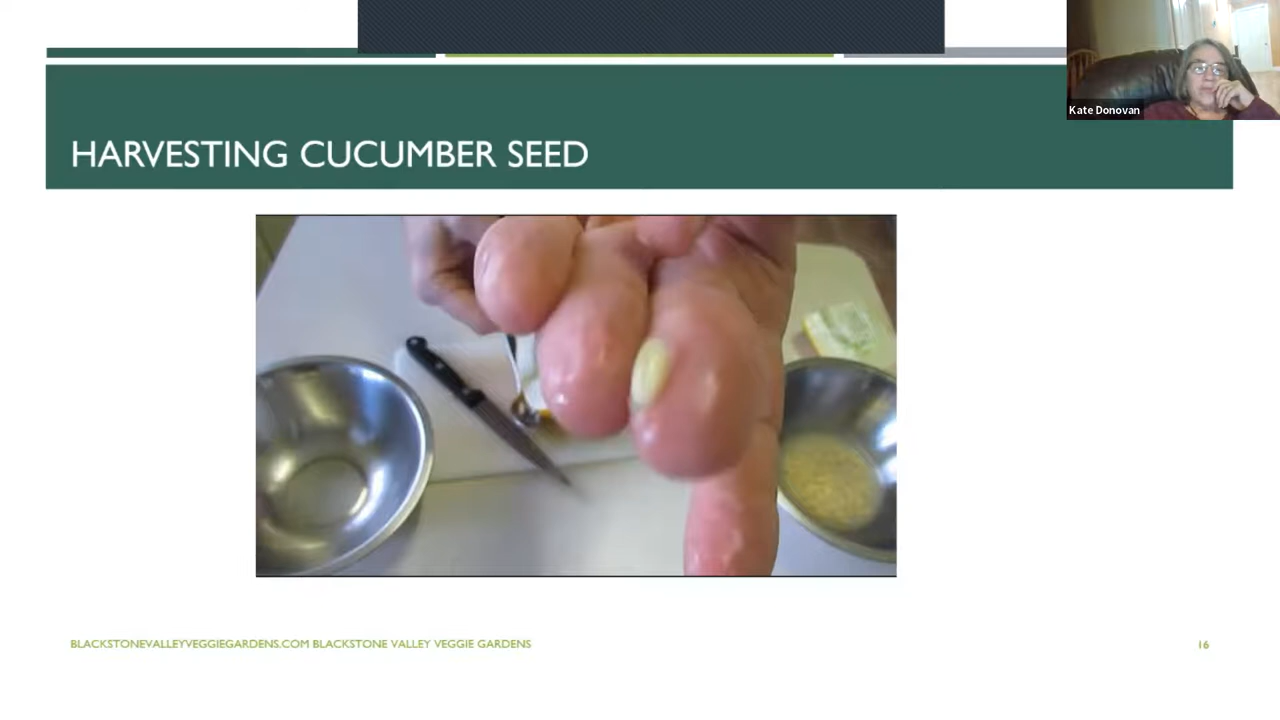 Kate Donovan
HARVESTING CUCUMBER SEED
BLACKSTONEVALLEYVEGGIEGARDENS.COM BLACKSTONE VALLEY VEGGIE GARDENS
16